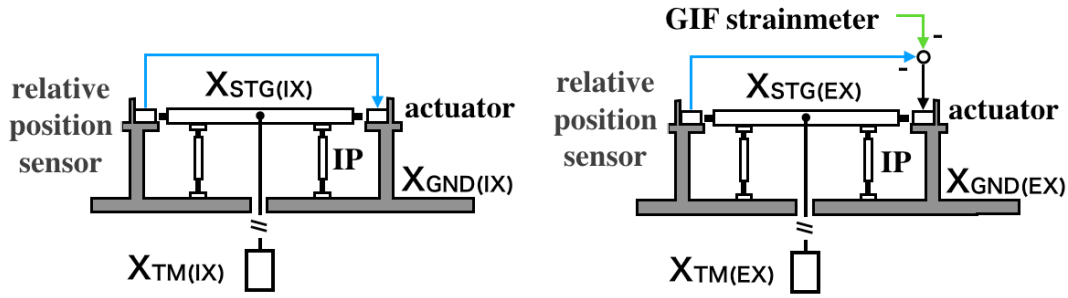 GIF strainmeter
-
-
relative
position
sensor
XSTG(IX)
actuator
IP
XGND(IX)
XTM(IX)
relative
position
sensor
XSTG(EX)
actuator
IP
XGND(EX)
XTM(EX)